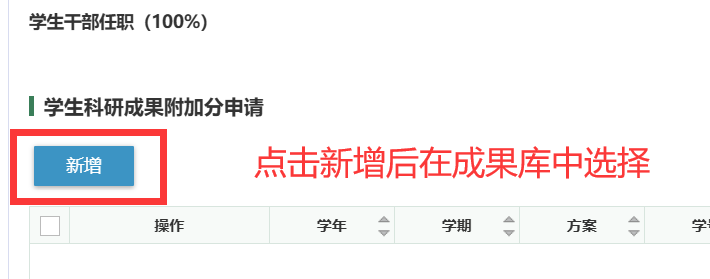 学生干部任职（100%）
学生科研成果附加分申请
新增
点击新增后在成果库中选择
操作 学年 学期 方案